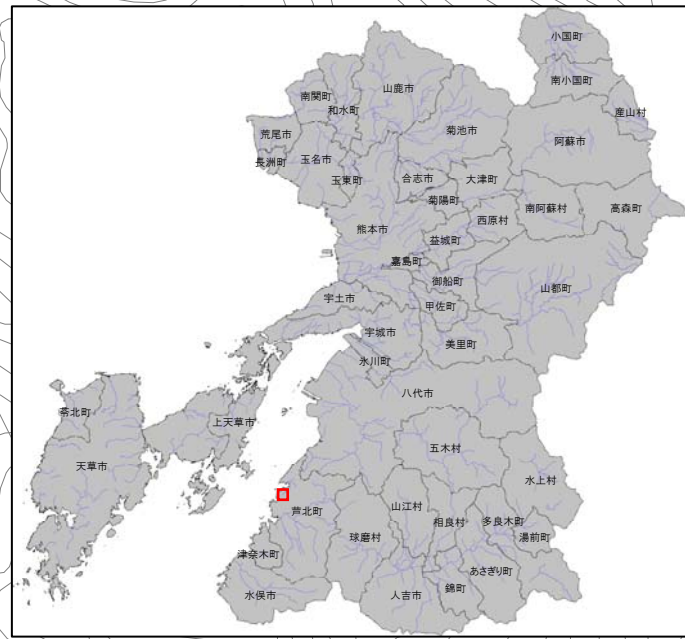 小国町
南小国町
産山村
山鹿市
南関町
和水町
菊池市
荒尾市
阿蘇市
長洲町
玉名市
玉東町
合志市
大津町
菊陽町
南阿蘇村
高森町
西原村
熊本市
益城町
嘉島町
御船町
山都町
宇土市
甲佐町
宇城市
美里町
氷川町
八代市
苓北町
上天草市
天草市
五木村
水上村
芦北町
山江村
相良村
多良木町
湯前町
津奈木町
球磨村
あさぎり町
錦町
水俣市
人吉市